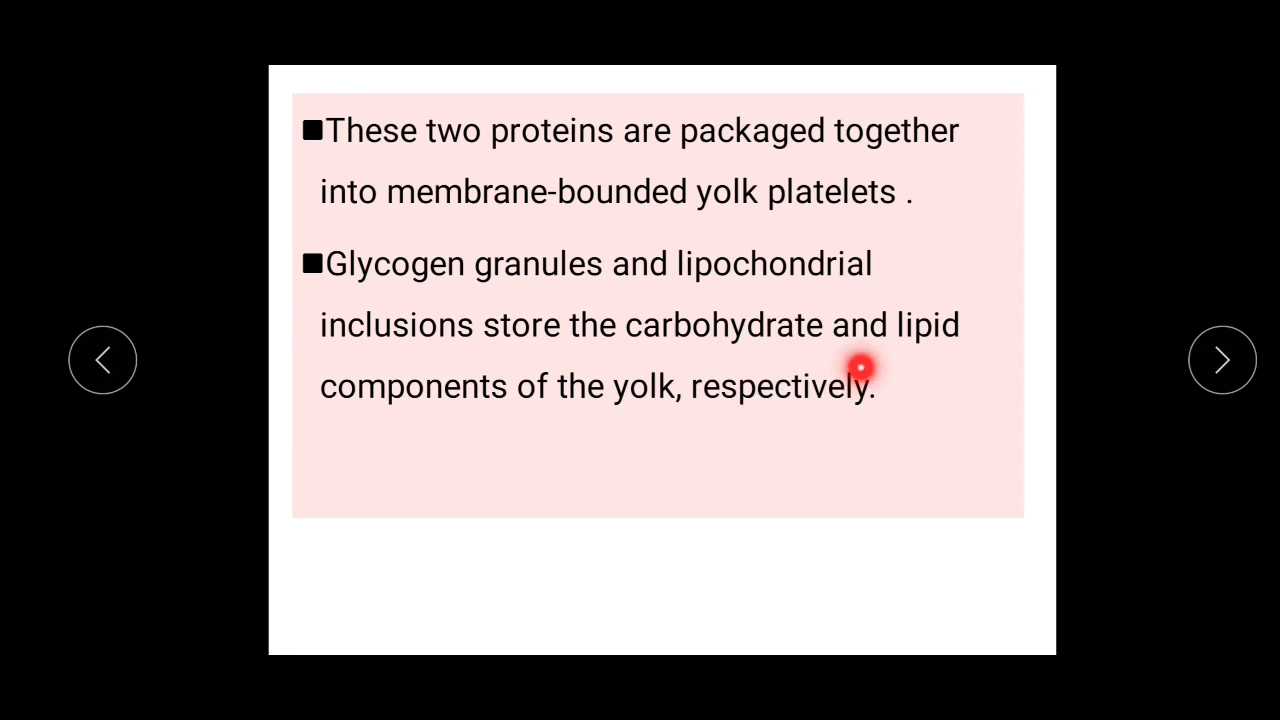 ■These two proteins are packaged together
into membrane-bounded yolk platelets .
■Glycogen granules and lipochondrial
inclusions store the carbohydrate and lipid
components of the yolk, respectively.